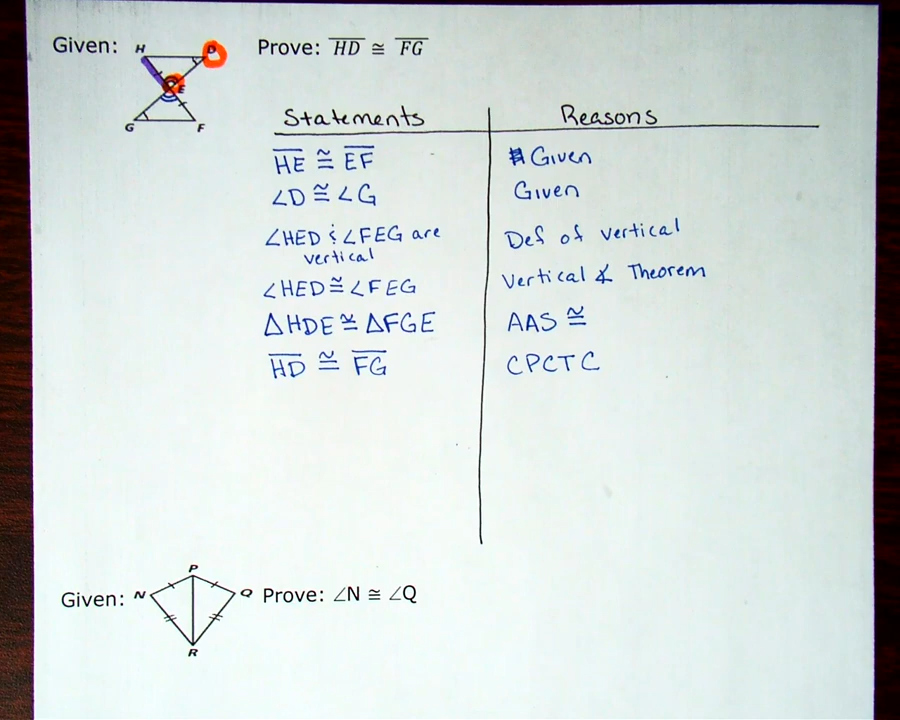 Given: H D Prove: HD ≅ FG
E
G F
Statements Reasons
HE ≅ EF Given
∠D ≅ ∠G Given
∠HED & ∠FEG are Def of vertical
vertical
∠HED ≅ ∠FEG Vertical ∡ Theorem
△HDE ≅ △FGE AAS ≅
HD ≅ FG CPCTC
P
Given: N Q Prove: ∠N ≅ ∠Q
R